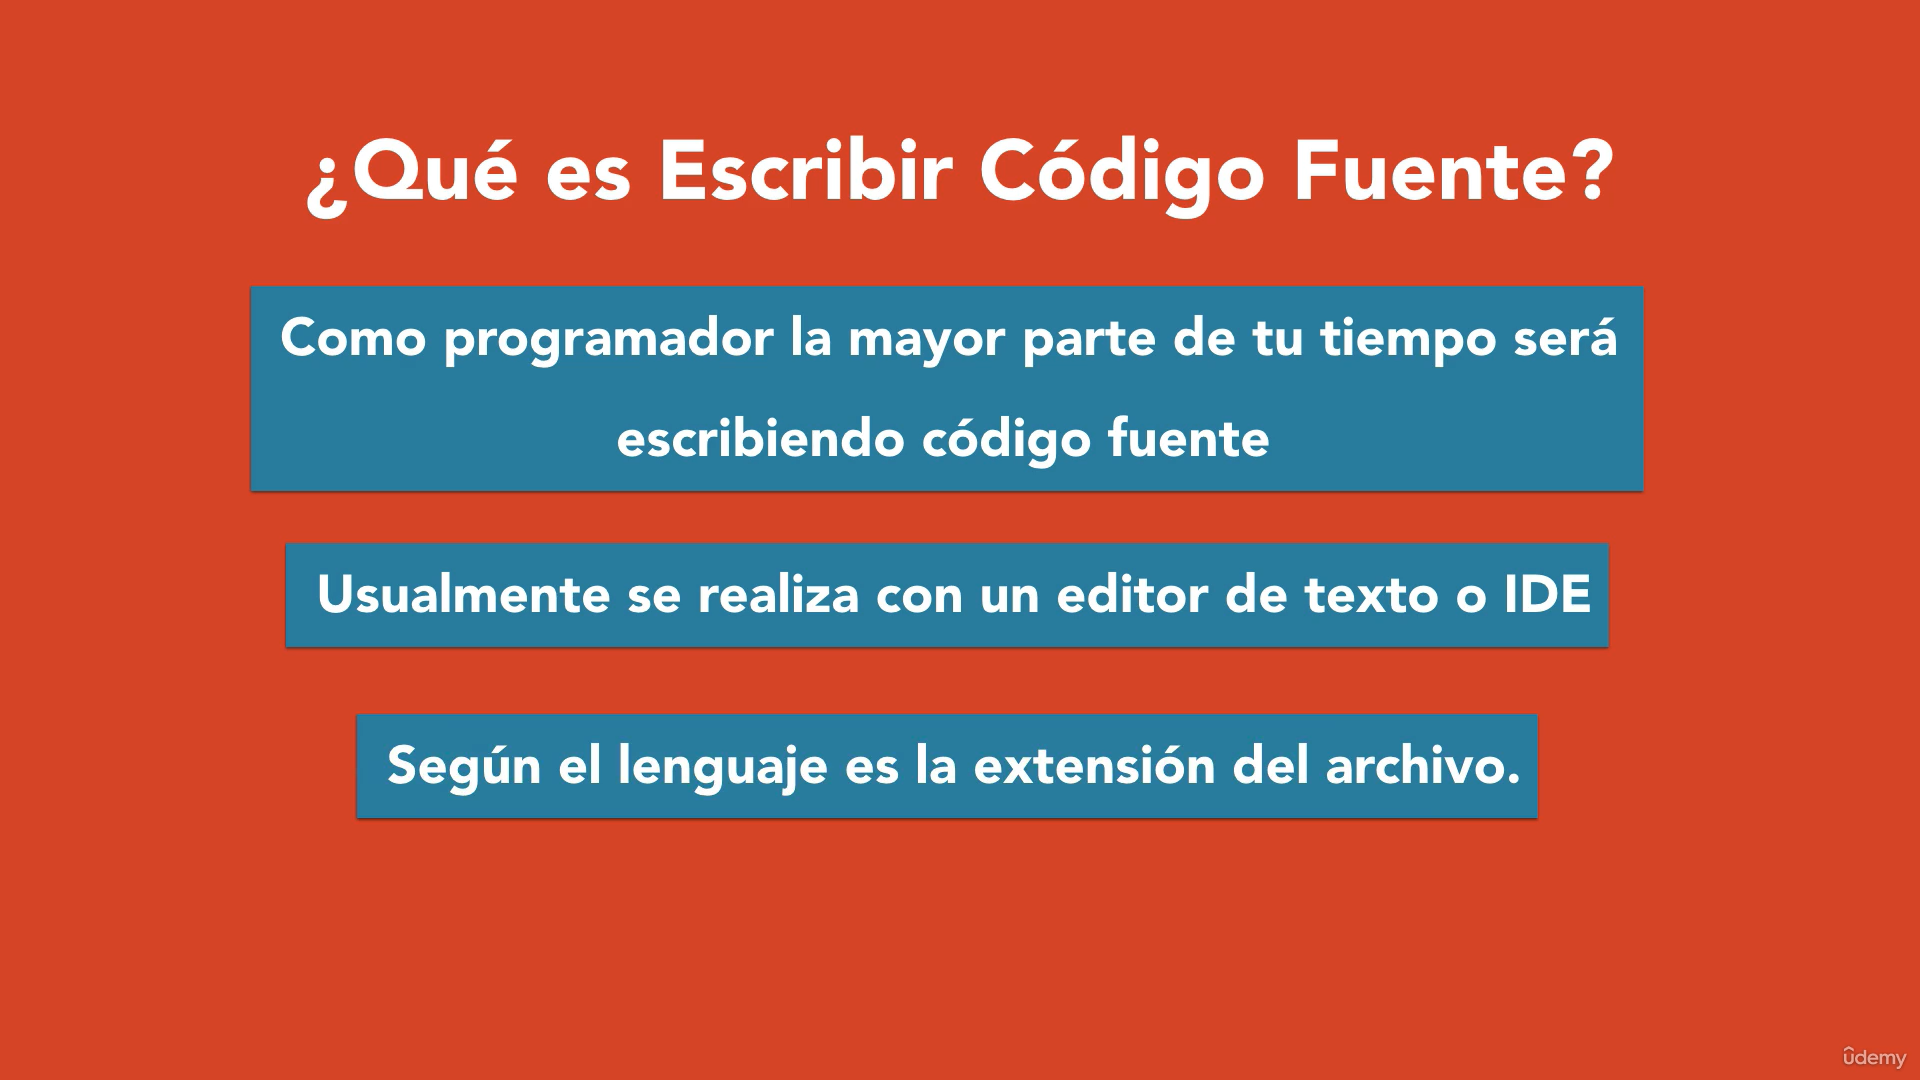 ¿Qué es Escribir Código Fuente?
Como programador la mayor parte de tu tiempo será
escribiendo código fuente
Usualmente se realiza con un editor de texto o IDE
Según el lenguaje es la extensión del archivo.
ûdemy